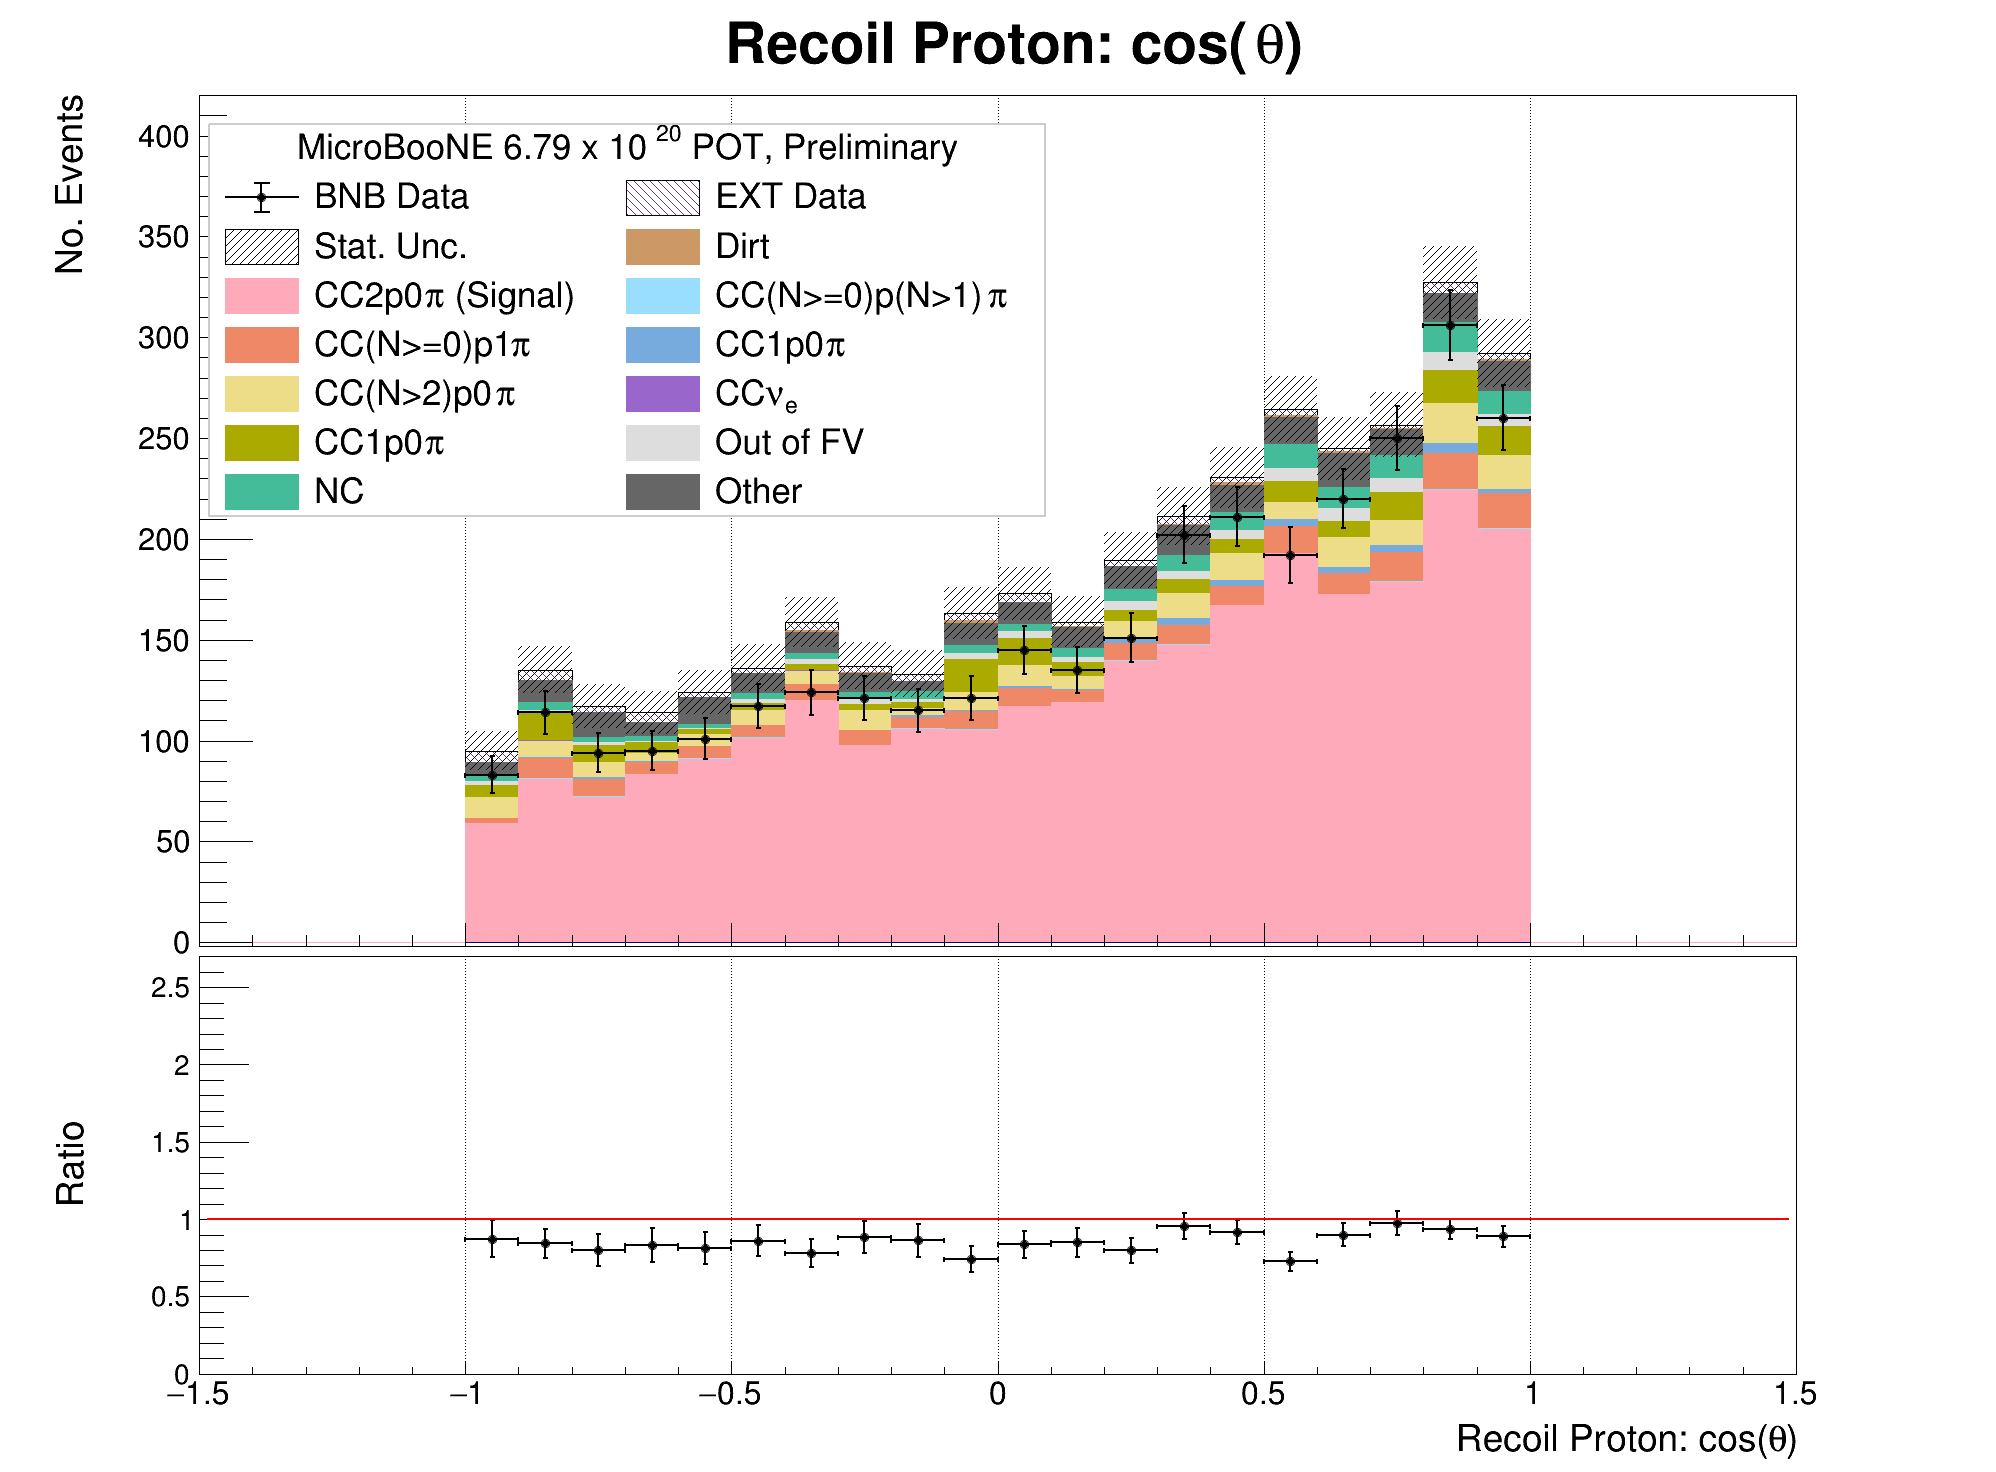 Recoil Proton: cos(θ)
No. Events
400
350
300
250
200
150
100
50
0
MicroBooNE 6.79 x 10 20 POT, Preliminary
BNB Data
EXT Data
Stat. Unc.
Dirt
CC2p0π (Signal)
CC(N>=0)p(N>1)π
CC(N>=0)p1π
CC1p0π
CC(N>2)p0π
CCνe
CC1p0π
Out of FV
NC
Other
Ratio
2.5
2
1.5
1
0.5
0
−1.5 −1 −0.5 0 0.5 1 1.5
Recoil Proton: cos(θ)